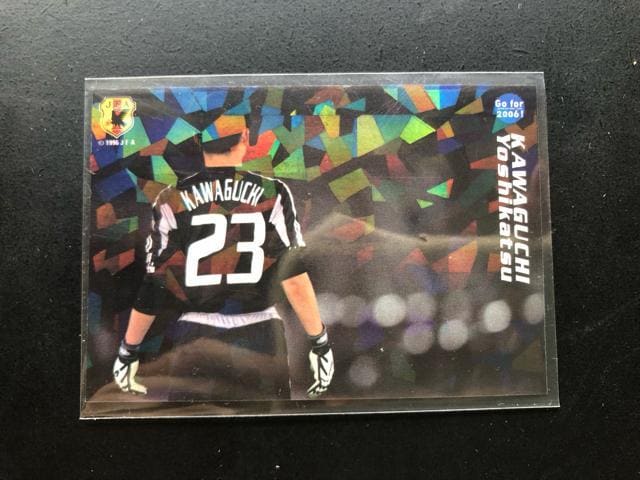 JFA
© 1996 JFA
Go for
2006!
KAWAGUCHI
Yoshikatsu
KAWAGUCHI
23